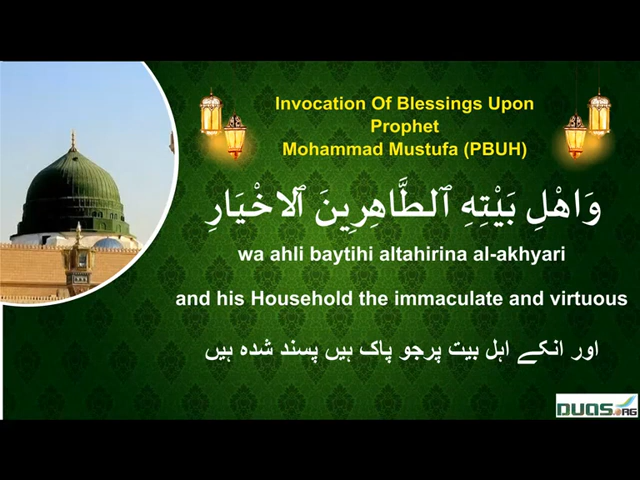 Invocation Of Blessings Upon
Prophet
Mohammad Mustufa (PBUH)
وَاهْلِ بَيْتِهِ ٱلطَّاهِرِينَ ٱلاخْيَارِ
wa ahli baytihi altahirina al-akhyari
and his Household the immaculate and virtuous
اور انکے اہل بیت پرجو پاک ہیں پسند شدہ ہیں
DUAS.ORG